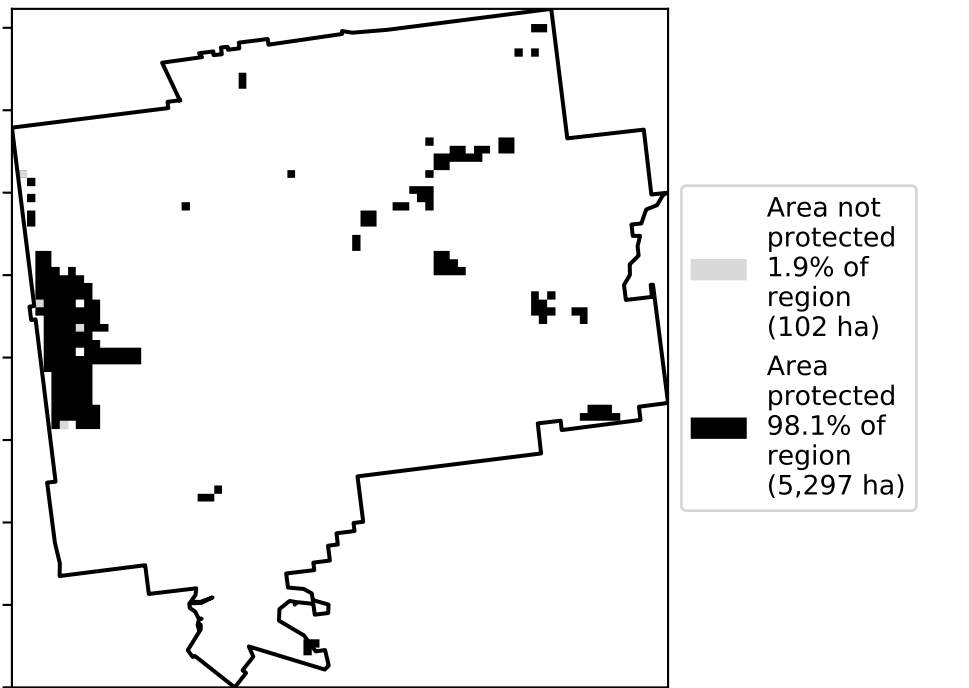 Area not
protected
1.9% of
region
(102 ha)
Area
protected
98.1% of
region
(5,297 ha)